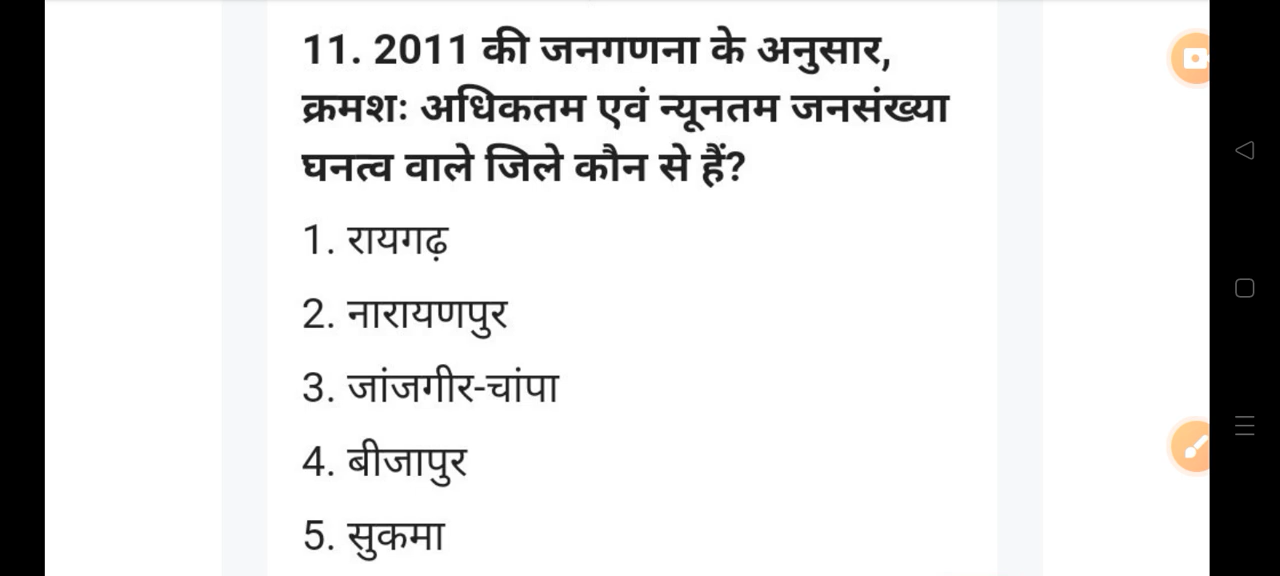 11. 2011 की जनगणना के अनुसार,
क्रमशः अधिकतम एवं न्यूनतम जनसंख्या
घनत्व वाले जिले कौन से हैं?
1. रायगढ़
2. नारायणपुर
3. जांजगीर-चांपा
4. बीजापुर
5. सुकमा